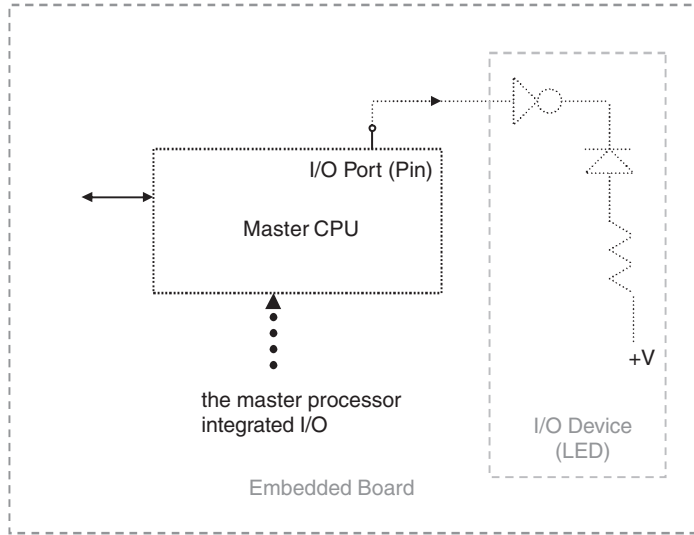 I/O Port (Pin)
Master CPU
+V
the master processor
integrated I/O
I/O Device
(LED)
Embedded Board